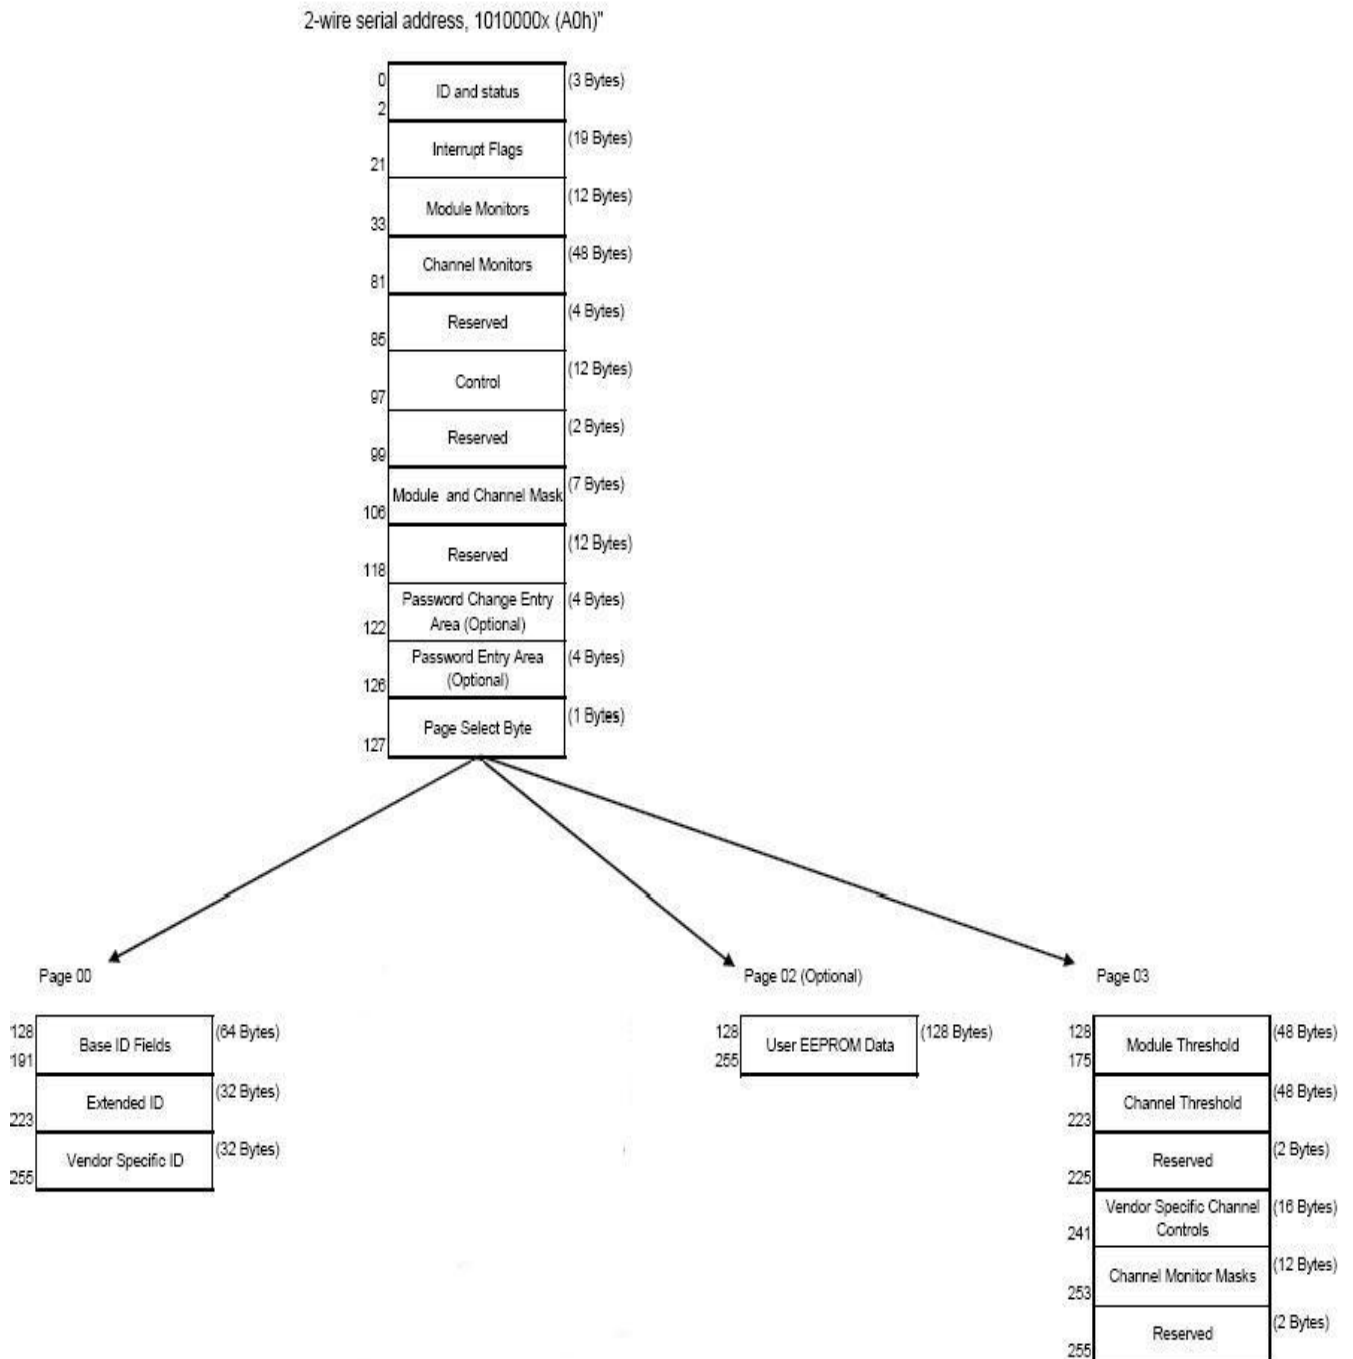 2-wire serial address, 1010000x (A0h)"
0
2
ID and status
(3 Bytes)
21
Interrupt Flags
(19 Bytes)
33
Module Monitors
(12 Bytes)
81
Channel Monitors
(48 Bytes)
85
Reserved
(4 Bytes)
97
Control
(12 Bytes)
99
Reserved
(2 Bytes)
106
Module and Channel Mask
(7 Bytes)
118
Reserved
(12 Bytes)
122
Password Change Entry
Area (Optional)
(4 Bytes)
126
Password Entry Area
(Optional)
(4 Bytes)
127
Page Select Byte
(1 Bytes)
Page 00
128
191
Base ID Fields
(64 Bytes)
223
Extended ID
(32 Bytes)
255
Vendor Specific ID
(32 Bytes)
Page 02 (Optional)
128
255
User EEPROM Data
(128 Bytes)
Page 03
128
175
Module Threshold
(48 Bytes)
223
Channel Threshold
(48 Bytes)
225
Reserved
(2 Bytes)
241
Vendor Specific Channel
Controls
(16 Bytes)
253
Channel Monitor Masks
(12 Bytes)
255
Reserved
(2 Bytes)